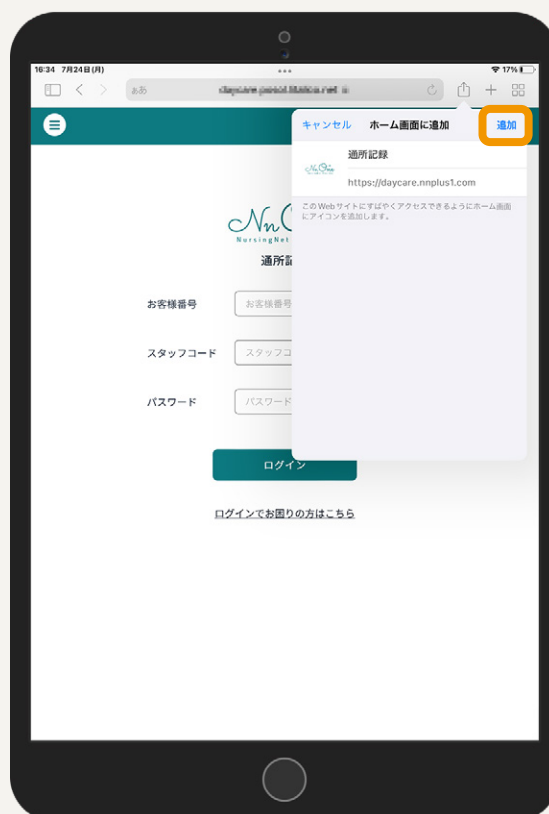 16:34 7月24日(月)
17%
ああ
キャンセル
ホーム画面に追加
追加
通所記録
https://daycare.nnplus1.com
このWebサイトにすばやくアクセスできるようにホーム画面
にアイコンを追加します。
NursingNet
通所記
お客様番号
お客様番号
スタッフコード
スタッフコ
パスワード
パスワード
ログイン
ログインでお困りの方はこちら